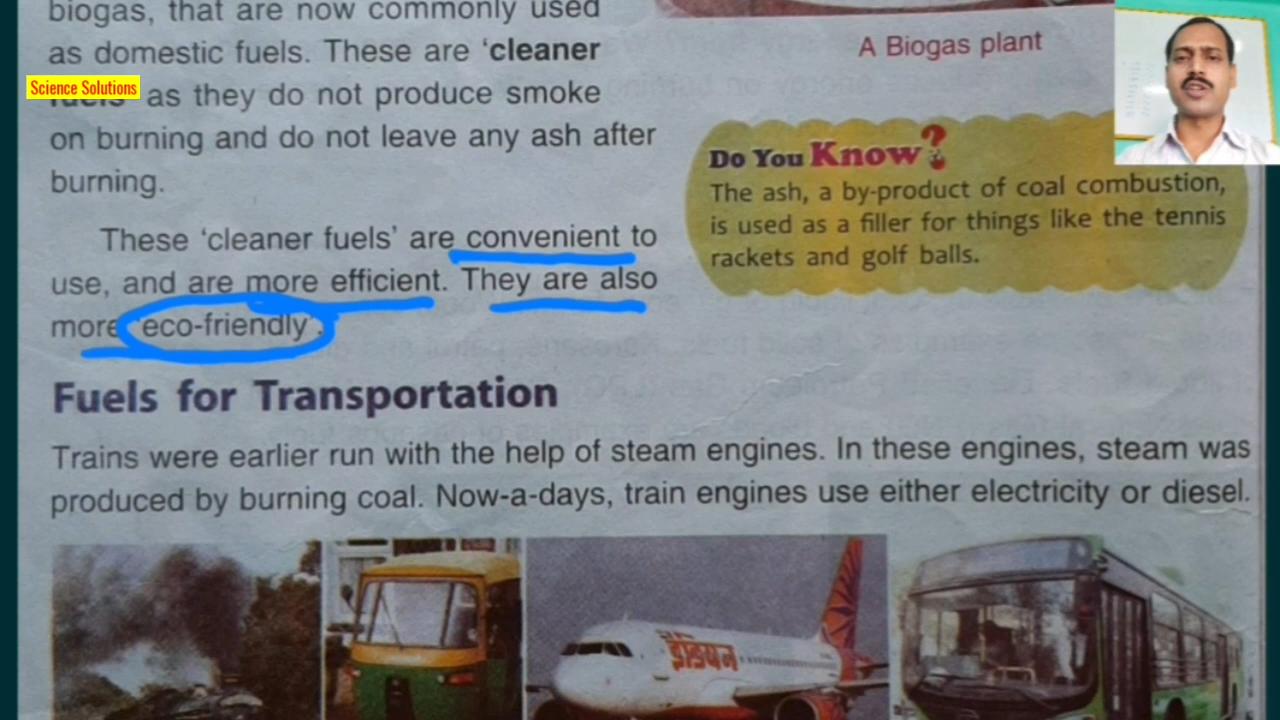 biogas, that are now commonly used
as domestic fuels. These are ‘cleaner
Science Solutions
fuels’ as they do not produce smoke
on burning and do not leave any ash after
burning.
These ‘cleaner fuels’ are convenient to
use, and are more efficient. They are also
more ‘eco-friendly’.
A Biogas plant
Do You Know?
The ash, a by-product of coal combustion,
is used as a filler for things like the tennis
rackets and golf balls.
Fuels for Transportation
Trains were earlier run with the help of steam engines. In these engines, steam was
produced by burning coal. Now-a-days, train engines use either electricity or diesel.
इंडियन